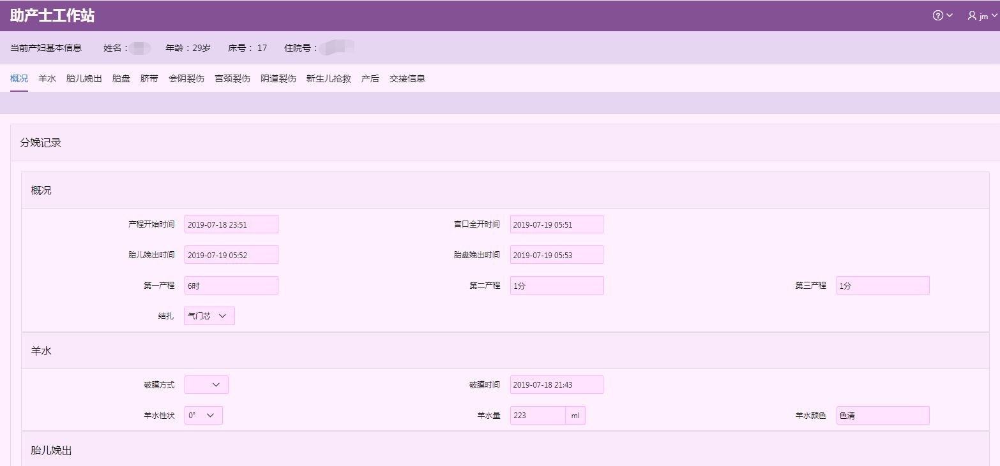 助产士工作站 jm
当前产妇基本信息 姓名： 年龄：29岁 床号： 17 住院号：
概况 羊水 胎儿娩出 胎盘 脐带 会阴裂伤 宫颈裂伤 阴道裂伤 新生儿抢救 产后 交接信息
分娩记录
概况
产程开始时间 2019-07-18 23:51 宫口全开时间 2019-07-19 05:51
胎儿娩出时间 2019-07-19 05:52 胎盘娩出时间 2019-07-19 05:53
第一产程 6时 第二产程 1分 第三产程 1分
结扎 气门芯
羊水
破膜方式 破膜时间 2019-07-18 21:43
羊水性状 0° 羊水量 223 ml 羊水颜色 色清
胎儿娩出